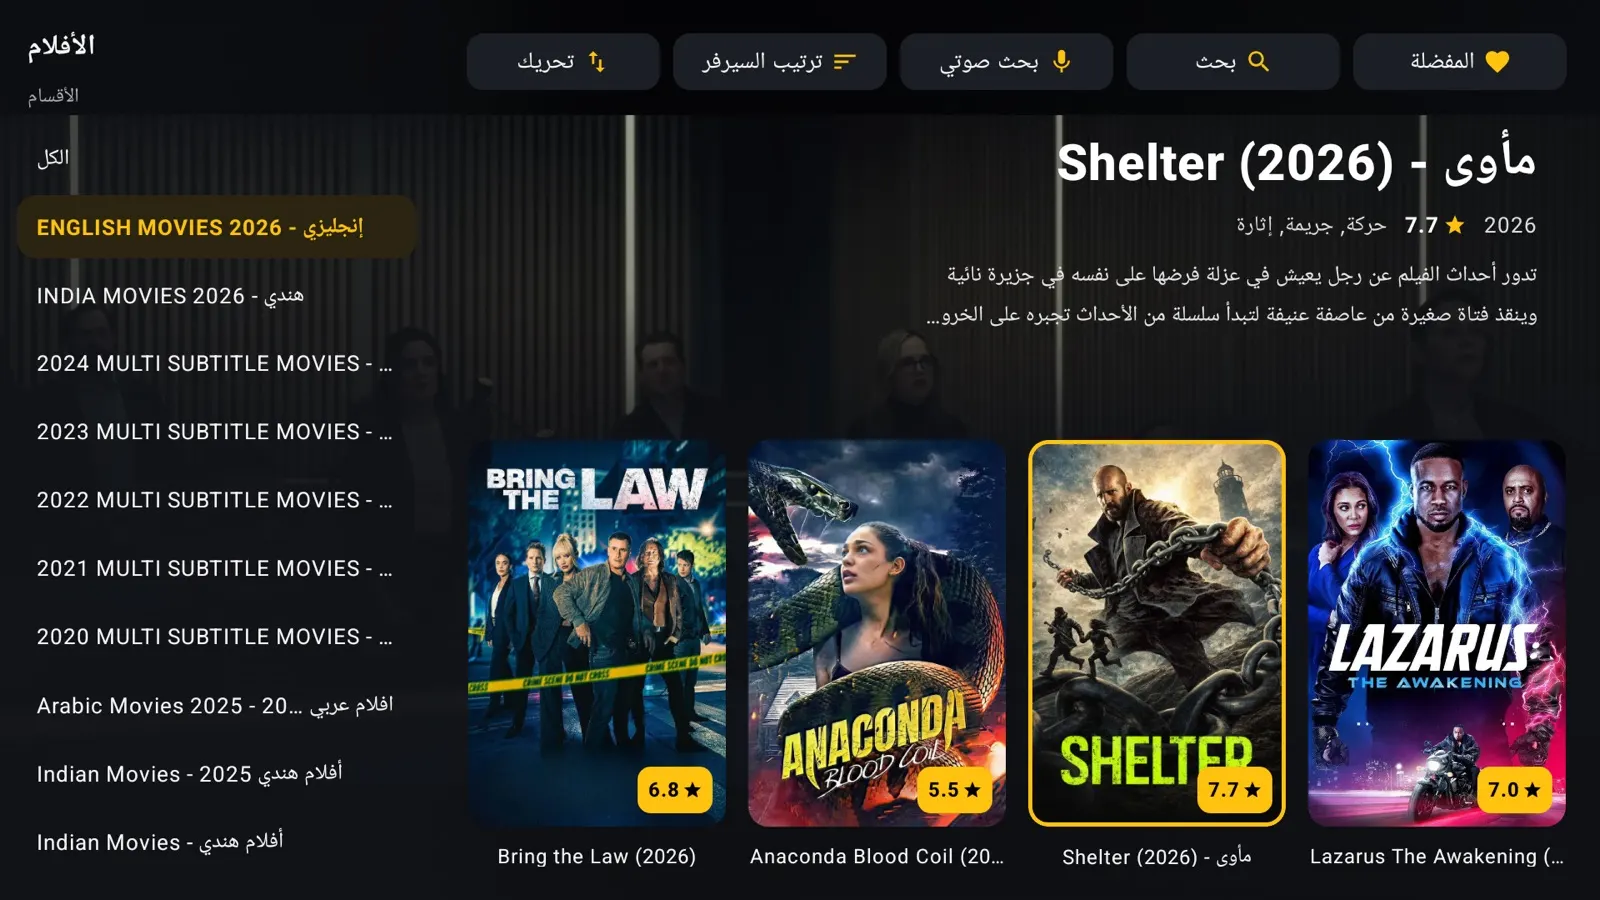 الأفلام
المفضلة
بحث
بحث صوتي
ترتيب السيرفر
تحريك
الأقسام
الكل
ENGLISH MOVIES 2026 - إنجليزي
INDIA MOVIES 2026 - هندي
2024 MULTI SUBTITLE MOVIES - ...
2023 MULTI SUBTITLE MOVIES - ...
2022 MULTI SUBTITLE MOVIES - ...
2021 MULTI SUBTITLE MOVIES - ...
2020 MULTI SUBTITLE MOVIES - ...
Arabic Movies 2025 - 20... افلام عربي
Indian Movies - 2025 أفلام هندي
Indian Movies - أفلام هندي
مأوى - Shelter (2026)
2026 ★ 7.7 حركة, جريمة, إثارة
تدور أحداث الفيلم عن رجل يعيش في عزلة فرضها على نفسه في جزيرة نائية
وينقذ فتاة صغيرة من عاصفة عنيفة لتبدأ سلسلة من الأحداث تجبره على الخرو...
BRING THE LAW
CRIME SCENE DO NOT CROSS
6.8 ★
Bring the Law (2026)
ANACONDA
BLOOD COIL
5.5 ★
Anaconda Blood Coil (20...
SHELTER
7.7 ★
Shelter (2026) - مأوى
LAZARUS:
THE AWAKENING
7.0 ★
Lazarus The Awakening (...